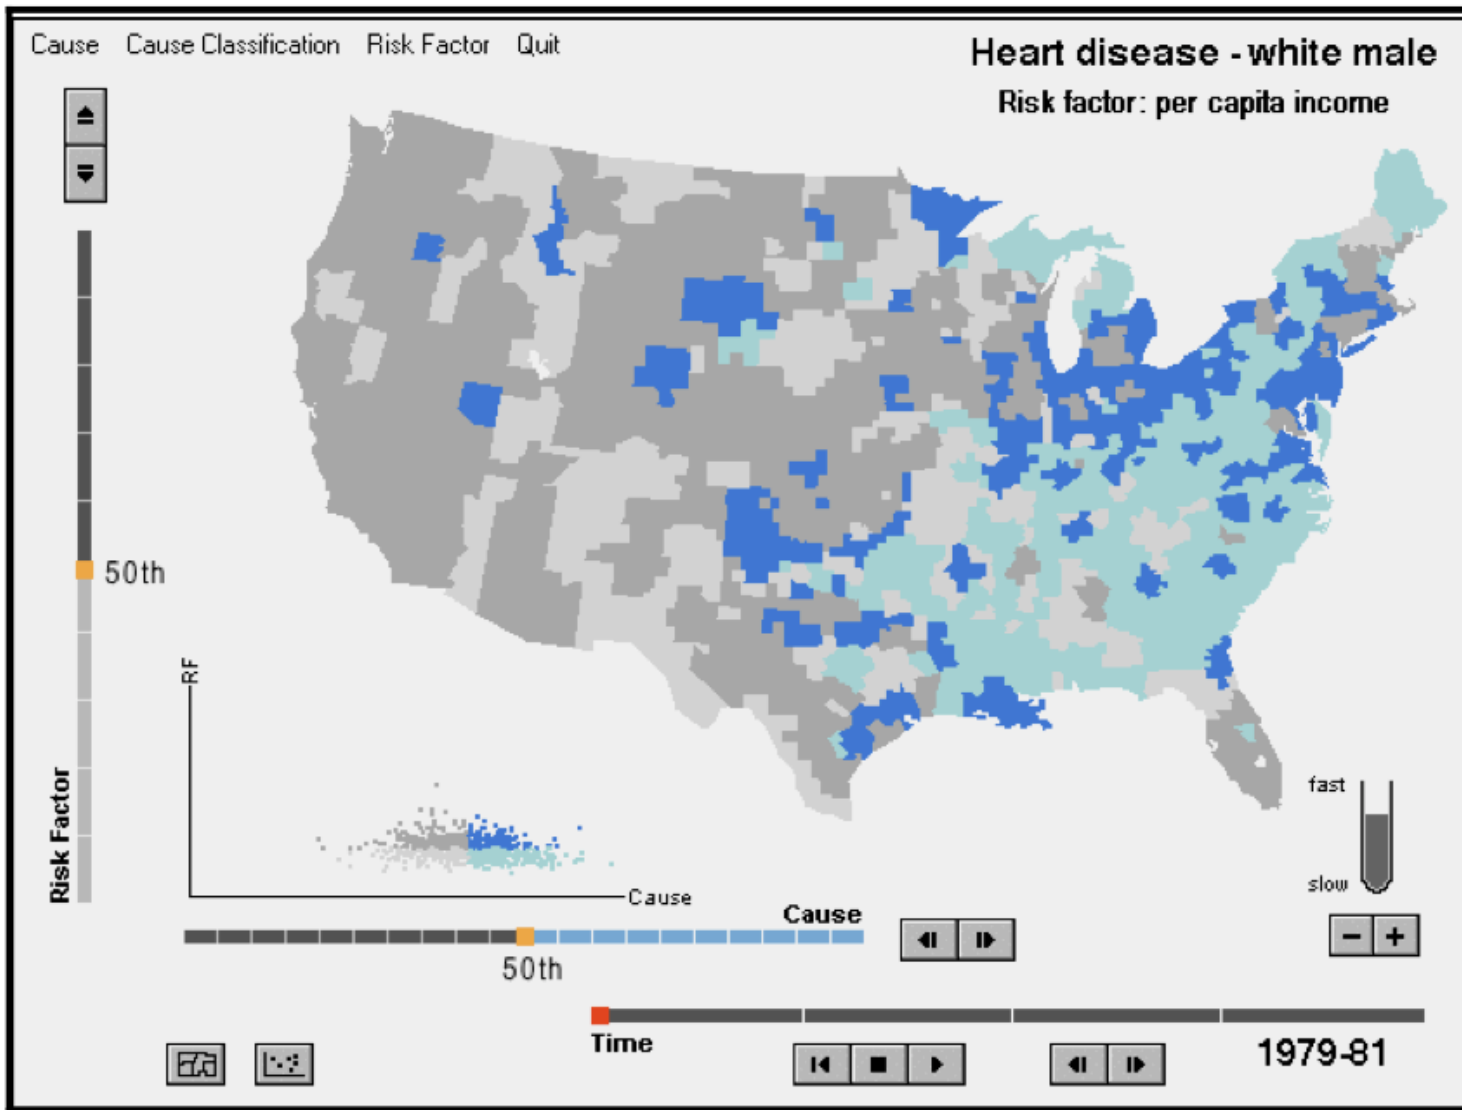 Cause Cause Classification Risk Factor Quit
Heart disease - white male
Risk factor: per capita income
50th
RF
Risk Factor
Cause
Cause
50th
fast
slow
Time
1979-81